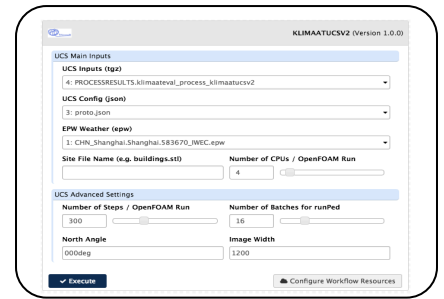 KLIMAATUCSV2 (Version 1.0.0)
UCS Main Inputs
UCS Inputs (tgz)
4: PROCESSRESULTS.klimaateval_process_klimaatucsv2
UCS Config (json)
3: proto.json
EPW Weather (epw)
1: CHN_Shanghai.Shanghai.583670_IWEC.epw
Site File Name (e.g. buildings.stl) Number of CPUs / OpenFOAM Run
4
UCS Advanced Settings
Number of Steps / OpenFOAM Run Number of Batches for runPed
300 16
North Angle Image Width
000deg 1200
Execute Configure Workflow Resources